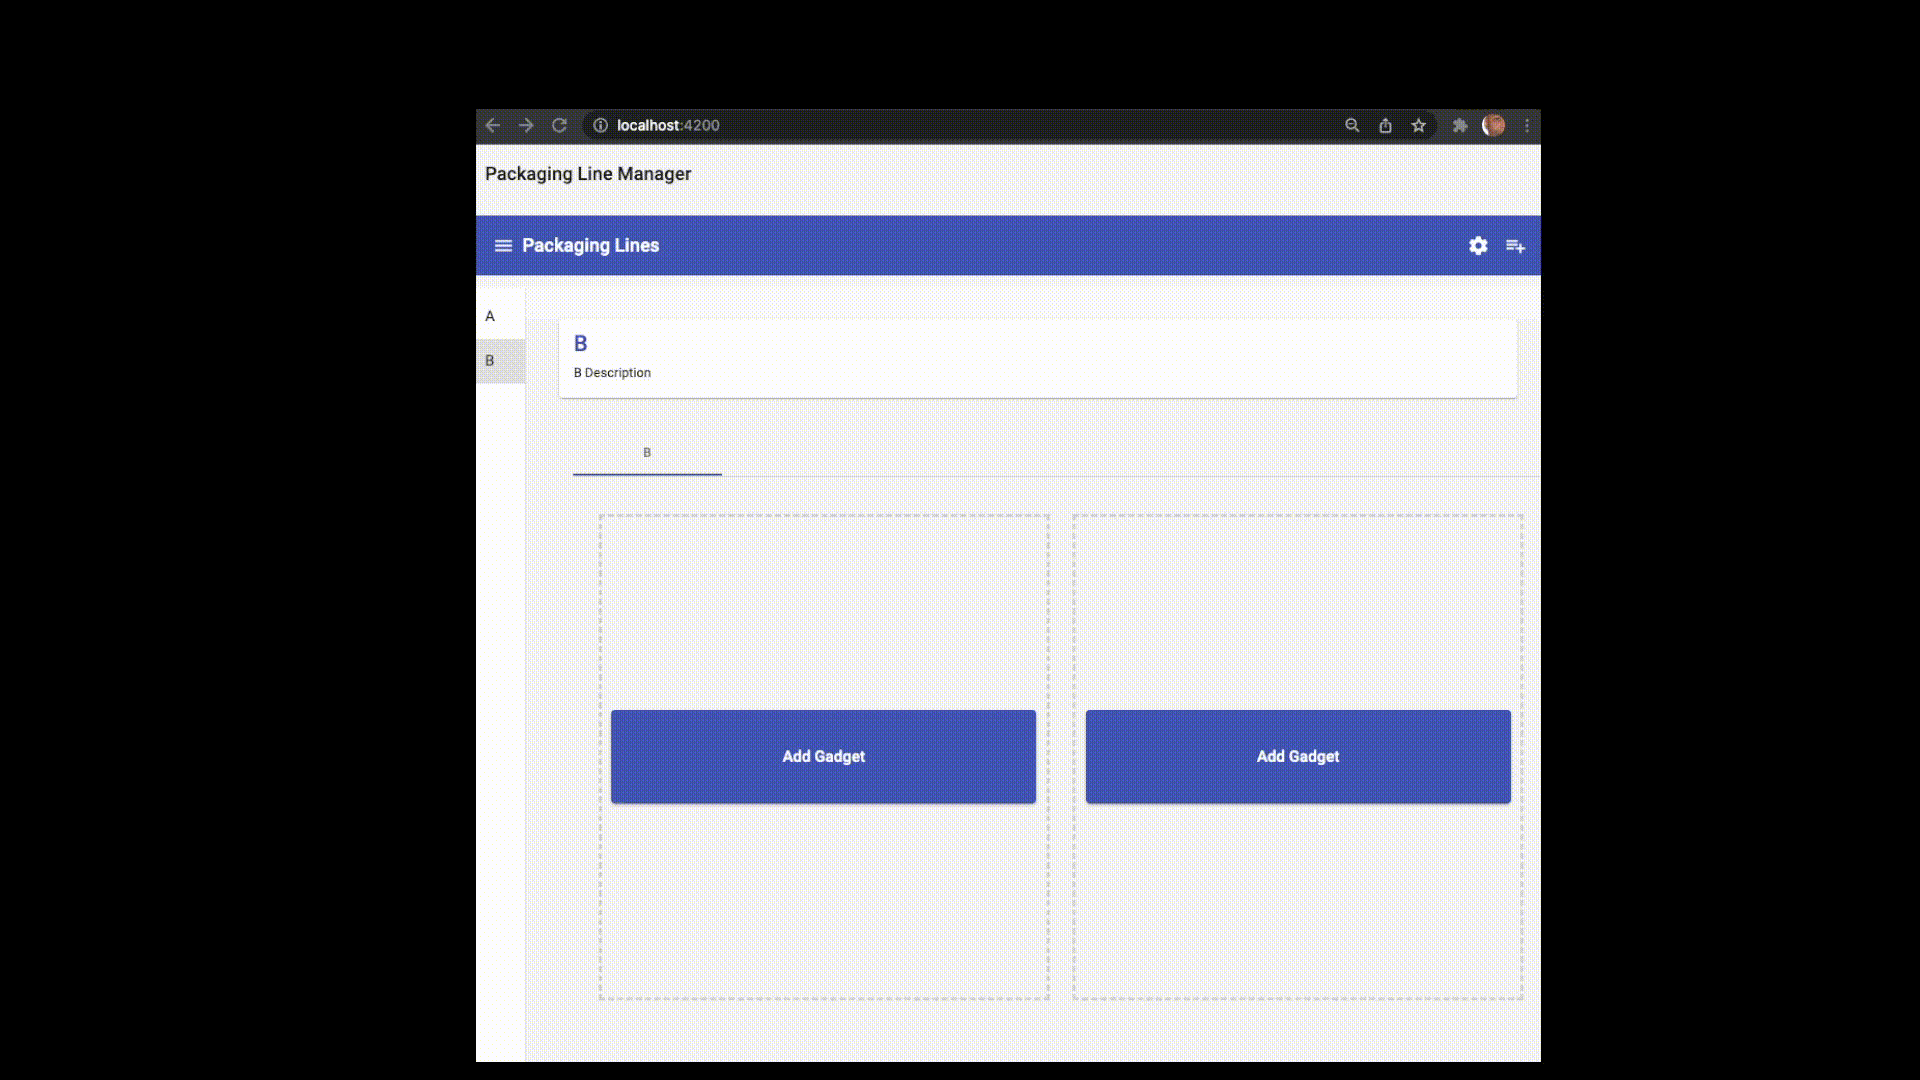 localhost:4200
Packaging Line Manager
Packaging Lines
A
B
B
B Description
B
Add Gadget
Add Gadget